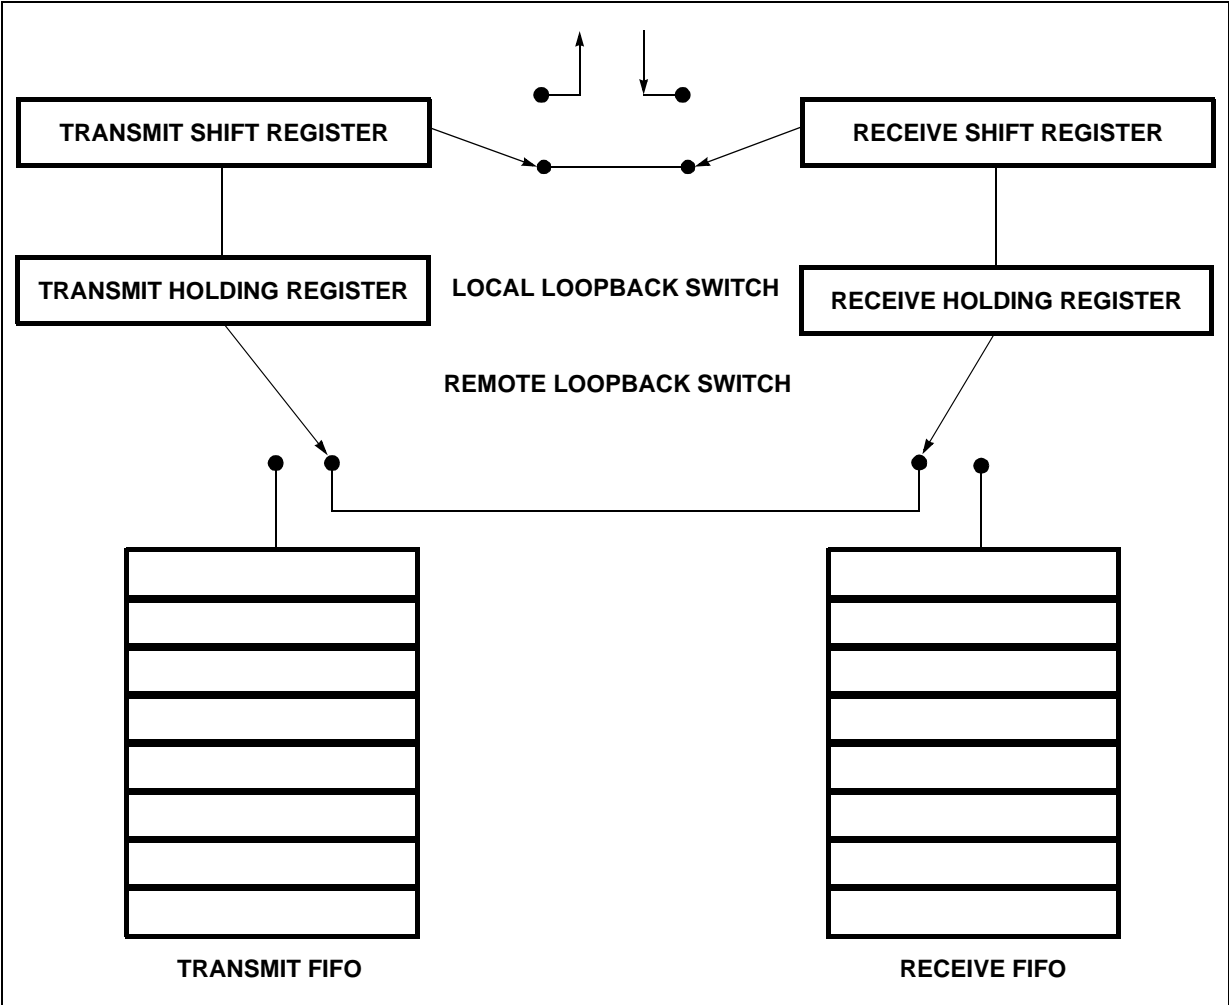 TRANSMIT SHIFT REGISTER
RECEIVE SHIFT REGISTER
TRANSMIT HOLDING REGISTER
LOCAL LOOPBACK SWITCH
RECEIVE HOLDING REGISTER
REMOTE LOOPBACK SWITCH
TRANSMIT FIFO
RECEIVE FIFO